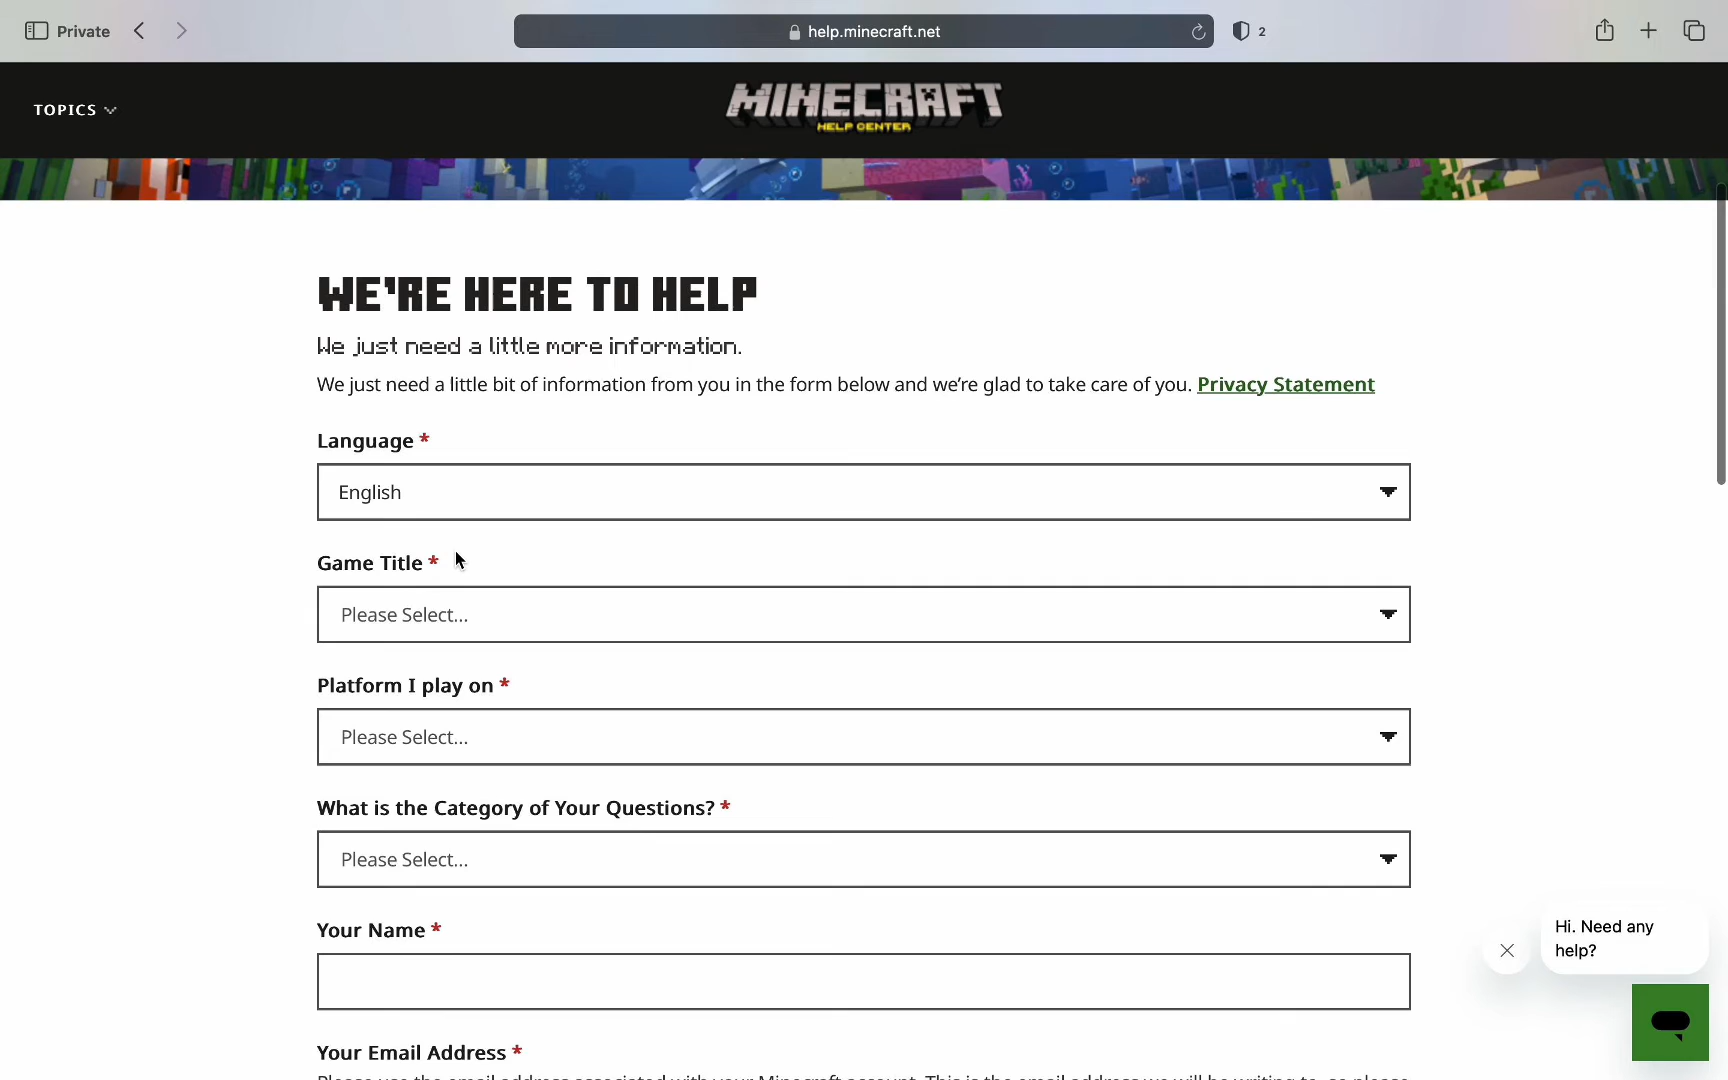 Private
help.minecraft.net
2
TOPICS
MINECRAFT
HELP CENTER
WE'RE HERE TO HELP
We just need a little more information.
We just need a little bit of information from you in the form below and we're glad to take care of you. Privacy Statement
Language *
English
Game Title *
Please Select...
Platform I play on *
Please Select...
What is the Category of Your Questions? *
Please Select...
Your Name *
Hi. Need any
help?
Your Email Address *